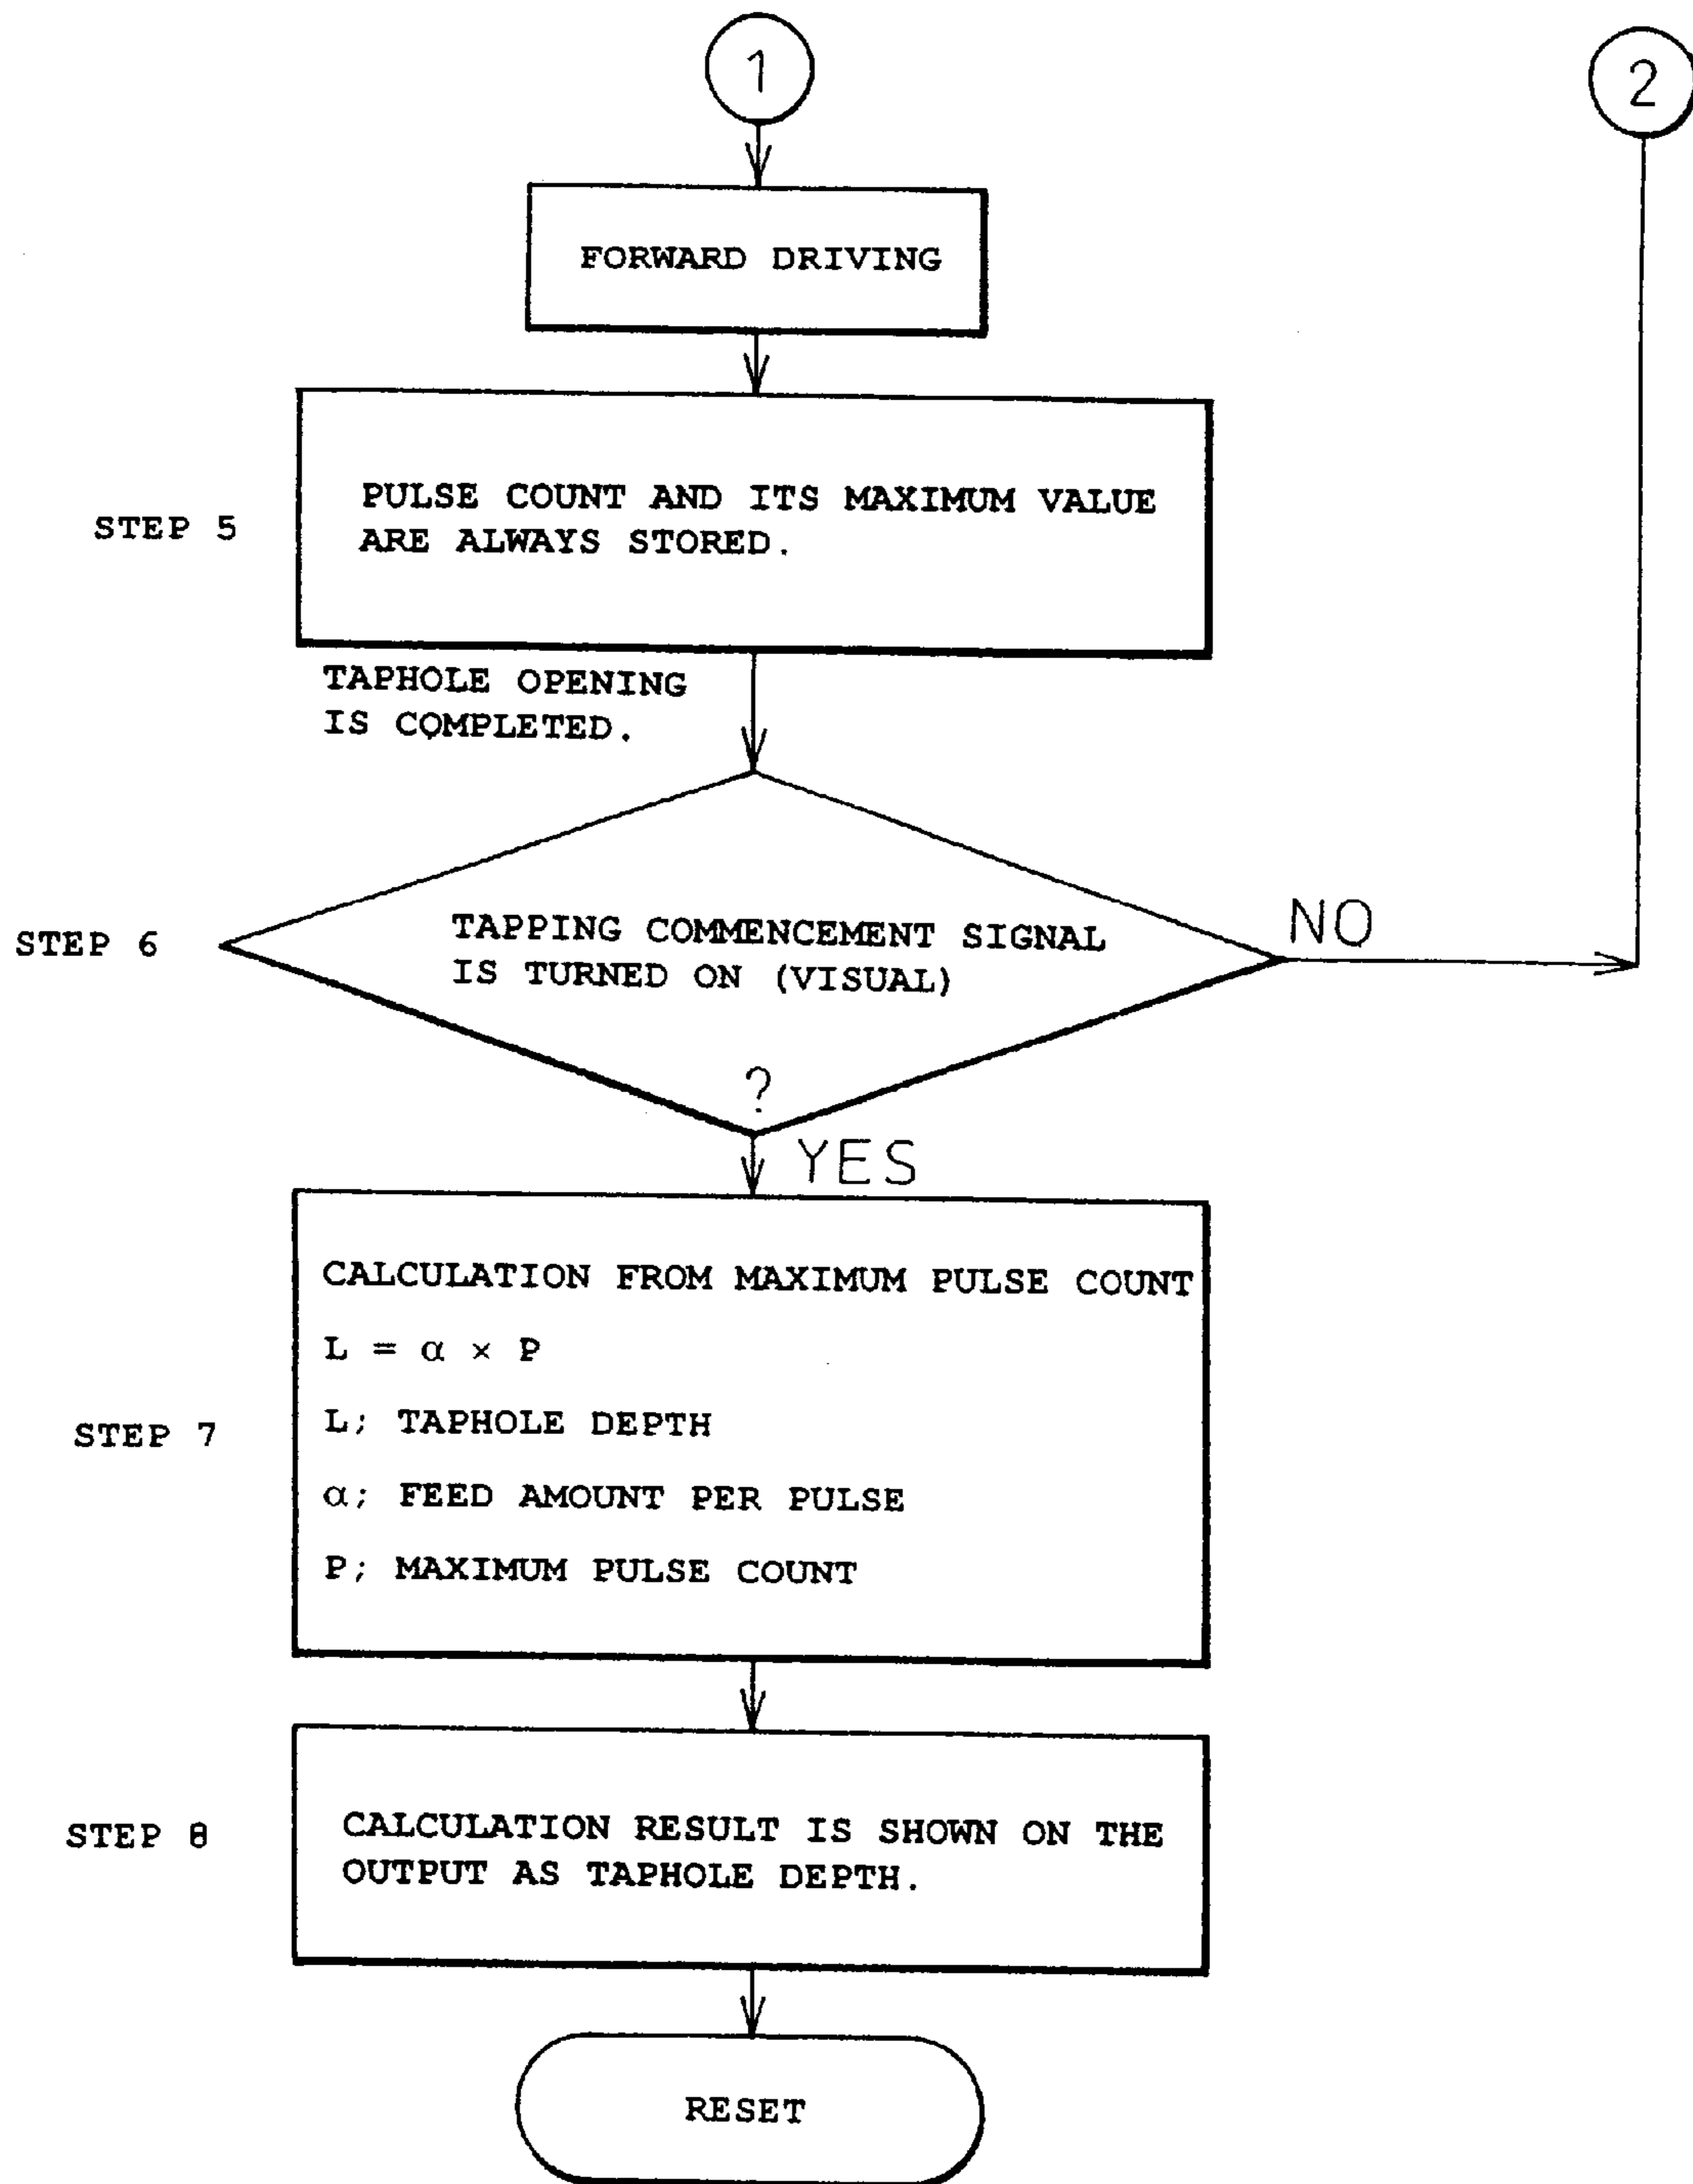 1
2
FORWARD DRIVING
STEP 5
PULSE COUNT AND ITS MAXIMUM VALUE
ARE ALWAYS STORED.
TAPHOLE OPENING
IS COMPLETED.
STEP 6
TAPPING COMMENCEMENT SIGNAL
IS TURNED ON (VISUAL)
?
NO
YES
STEP 7
CALCULATION FROM MAXIMUM PULSE COUNT
L = α × P
L; TAPHOLE DEPTH
α; FEED AMOUNT PER PULSE
P; MAXIMUM PULSE COUNT
STEP 8
CALCULATION RESULT IS SHOWN ON THE
OUTPUT AS TAPHOLE DEPTH.
RESET